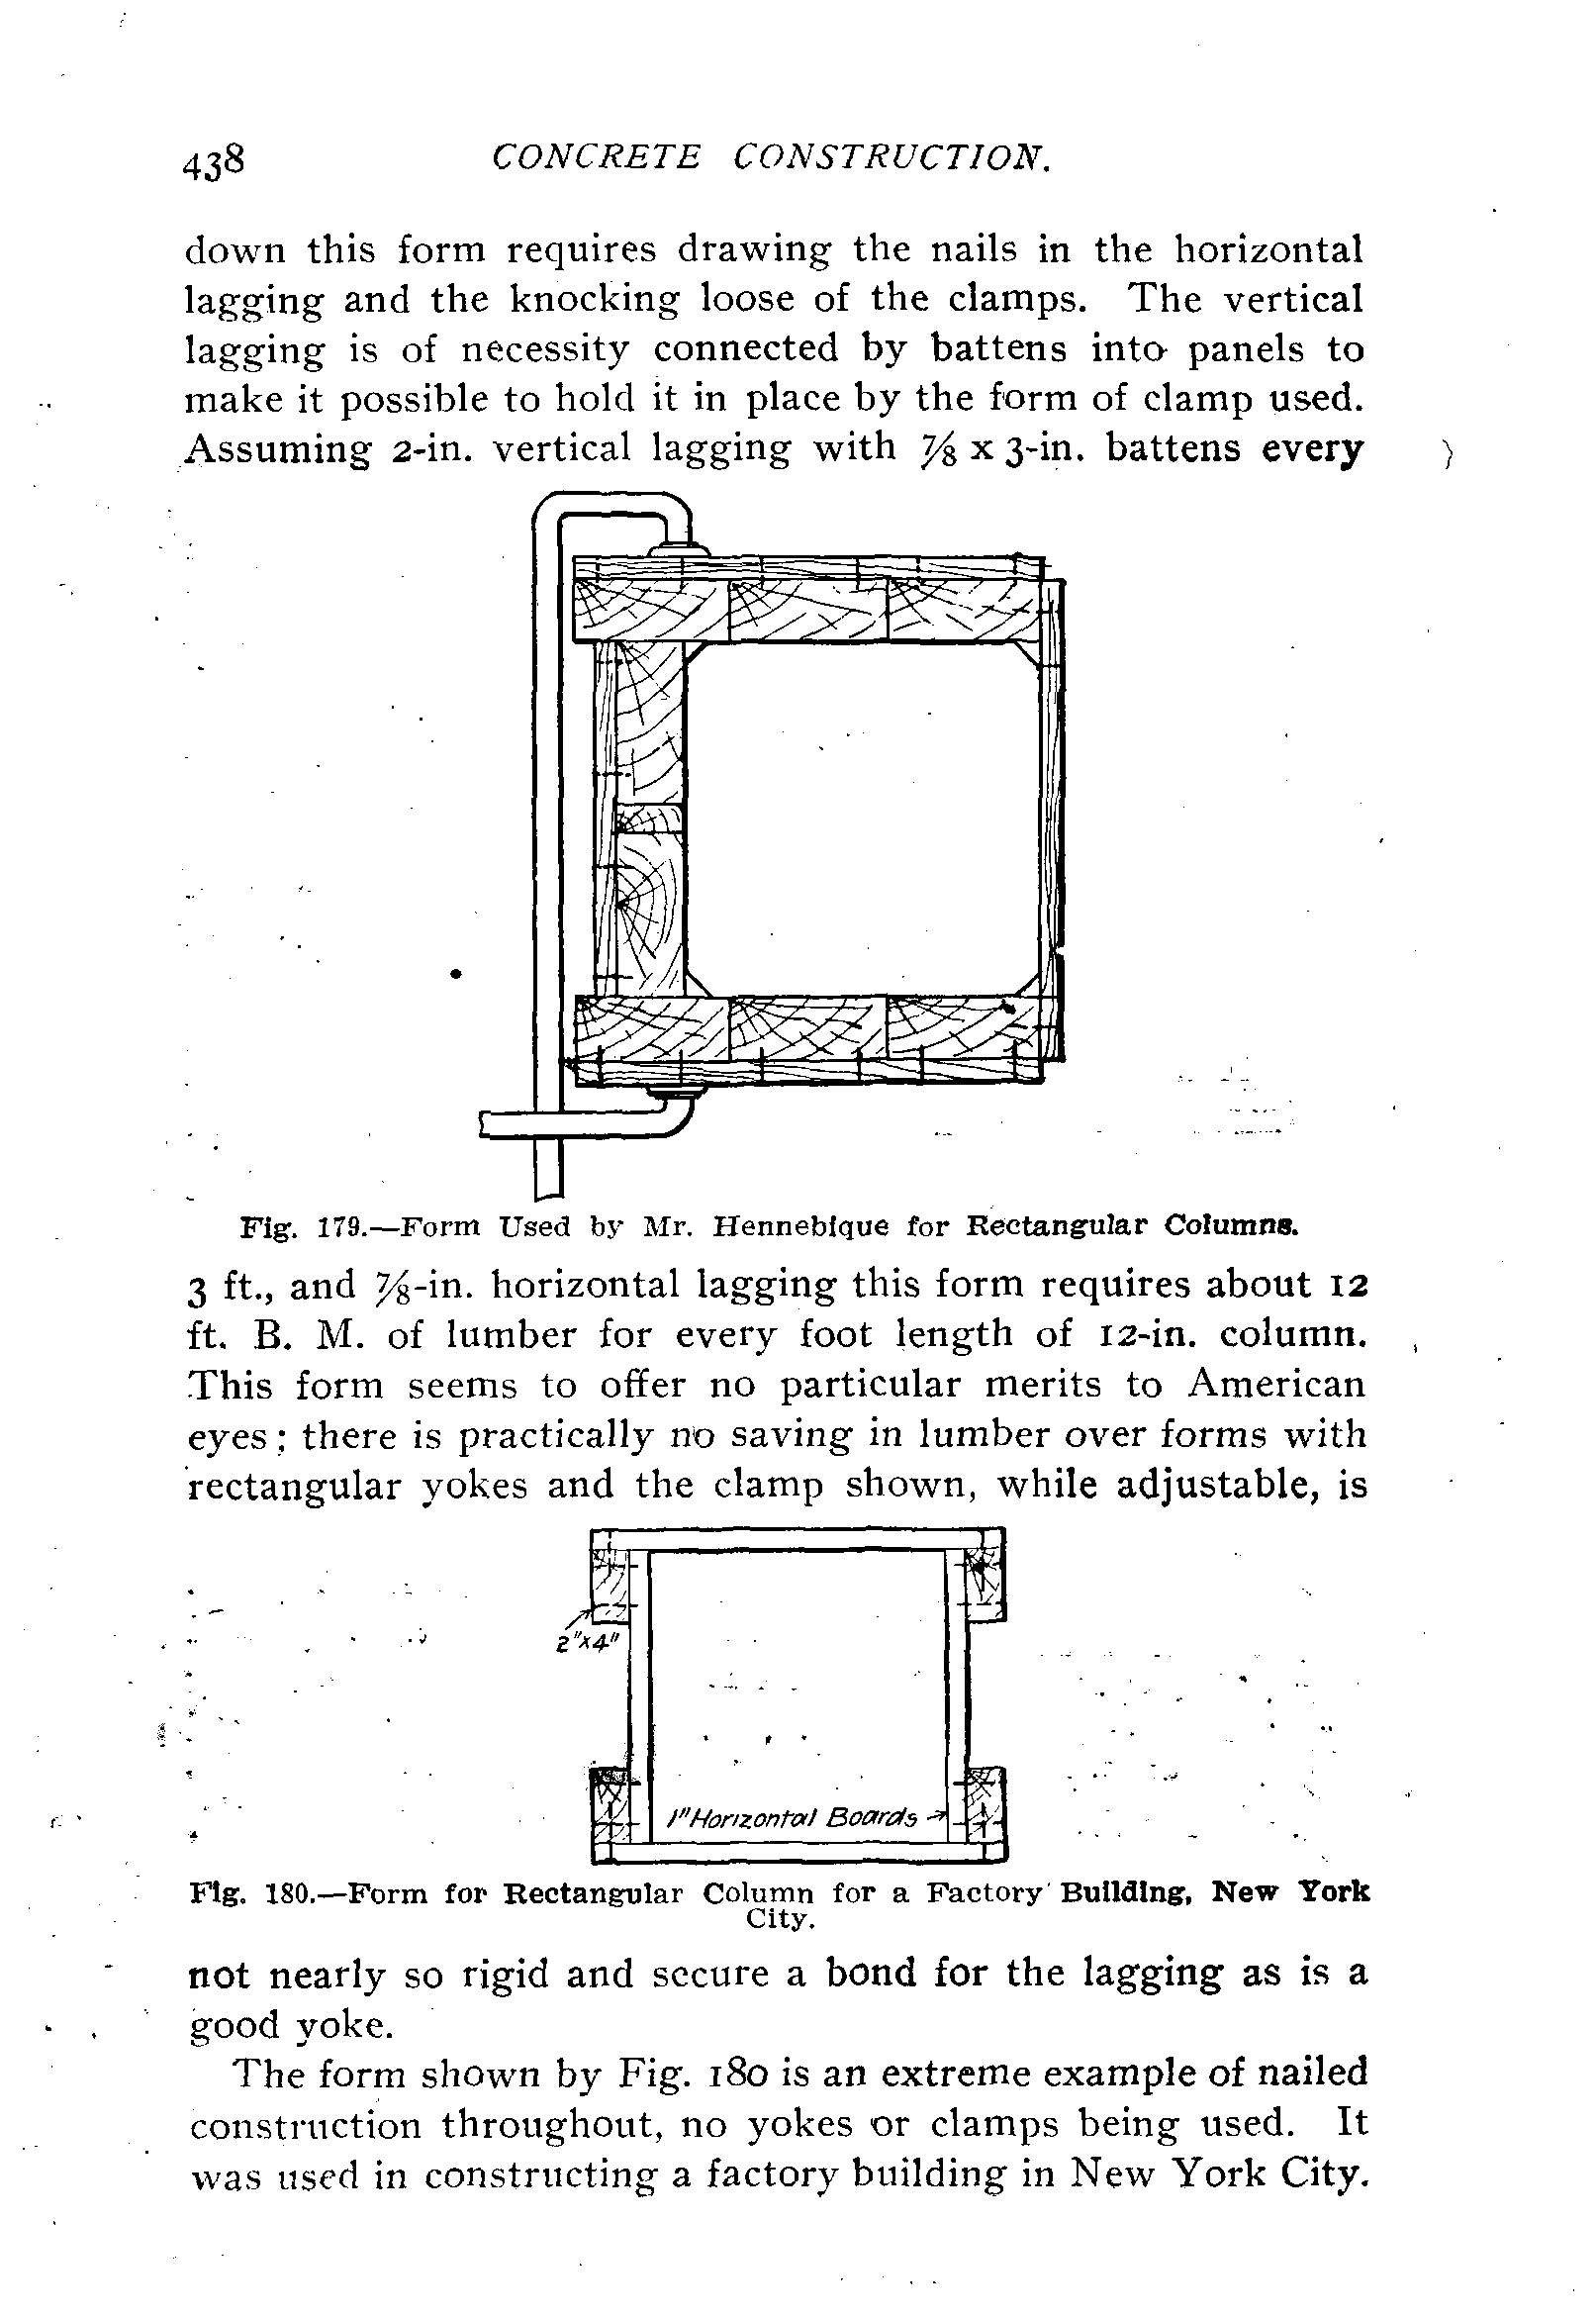 438 CONCRETE CONSTRUCTION.
down this form requires drawing the nails in the horizontal
lagging and the knocking loose of the clamps. The vertical
lagging is of necessity connected by battens into panels to
make it possible to hold it in place by the form of clamp used.
Assuming 2-in. vertical lagging with ⅞ x 3-in. battens every
Fig. 179.—Form Used by Mr. Hennebique for Rectangular Columns.
3 ft., and ⅞-in. horizontal lagging this form requires about 12
ft. B. M. of lumber for every foot length of 12-in. column.
This form seems to offer no particular merits to American
eyes; there is practically no saving in lumber over forms with
rectangular yokes and the clamp shown, while adjustable, is
2"x4"
1" Horizontal Boards
Fig. 180.—Form for Rectangular Column for a Factory Building, New York
City.
not nearly so rigid and secure a bond for the lagging as is a
good yoke.
The form shown by Fig. 180 is an extreme example of nailed
construction throughout, no yokes or clamps being used. It
was used in constructing a factory building in New York City.